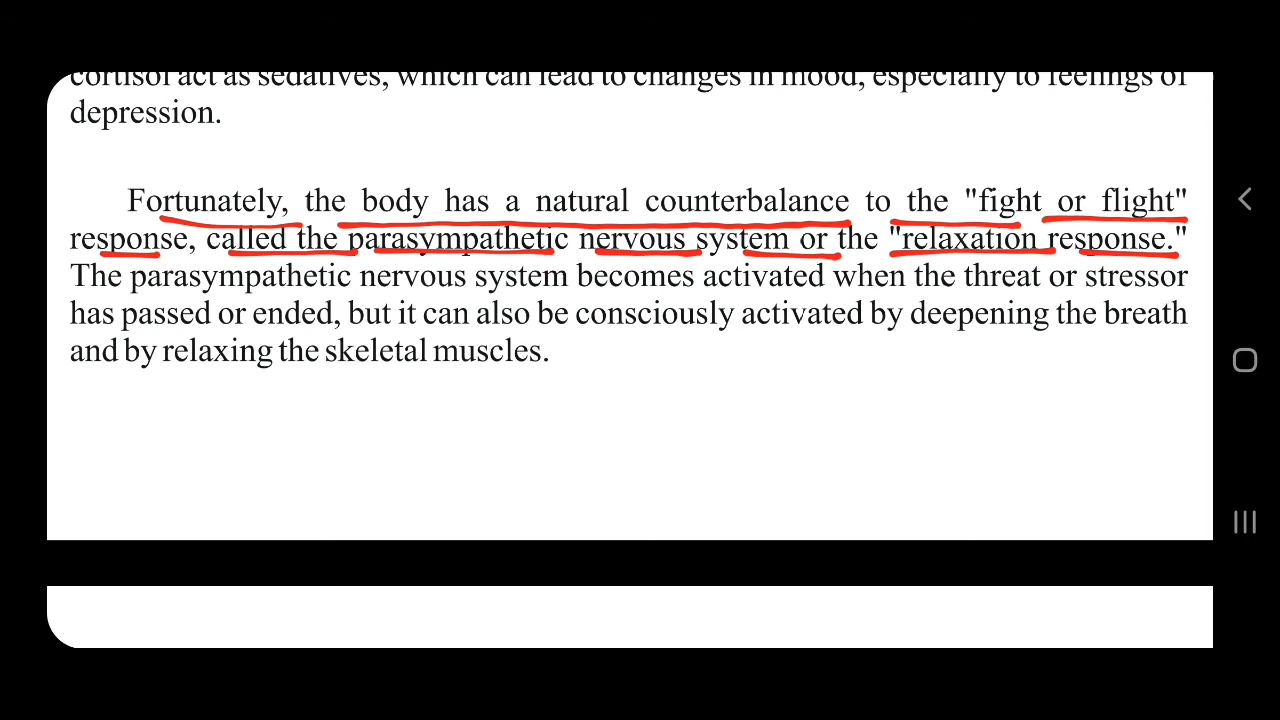 cortisol act as sedatives, which can lead to changes in mood, especially to feelings of
depression.
Fortunately, the body has a natural counterbalance to the "fight or flight"
response, called the parasympathetic nervous system or the "relaxation response."
The parasympathetic nervous system becomes activated when the threat or stressor
has passed or ended, but it can also be consciously activated by deepening the breath
and by relaxing the skeletal muscles.